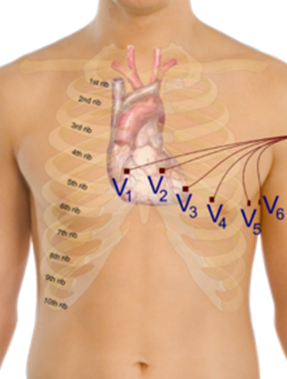 1st rib
2nd rib
3rd rib
4th rib
5th rib
6th rib
7th rib
8th rib
9th rib
10th rib
V1
V2
V3
V4
V5
V6